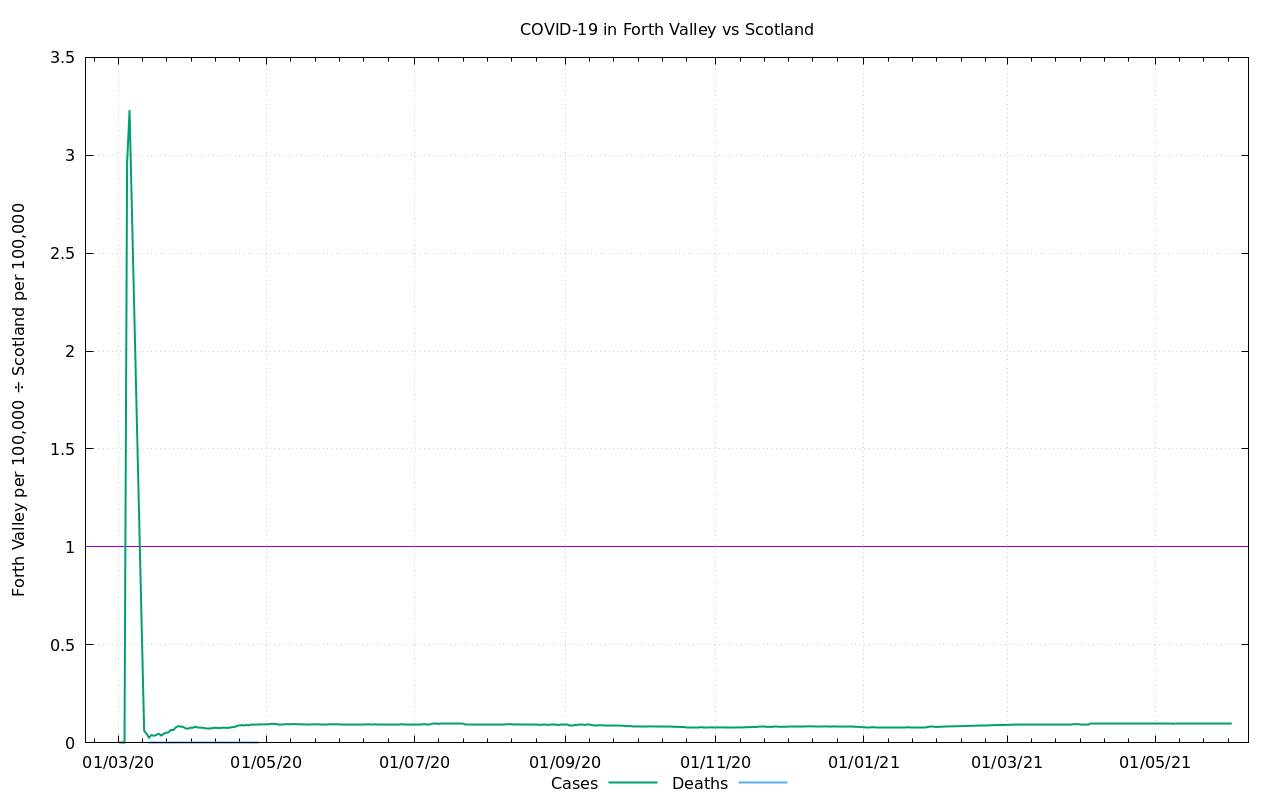 COVID-19 in Forth Valley vs Scotland
Forth Valley per 100,000 ÷ Scotland per 100,000
3.5
3
2.5
2
1.5
1
0.5
0
01/03/20 01/05/20 01/07/20 01/09/20 01/11/20 01/01/21 01/03/21 01/05/21
Cases Deaths